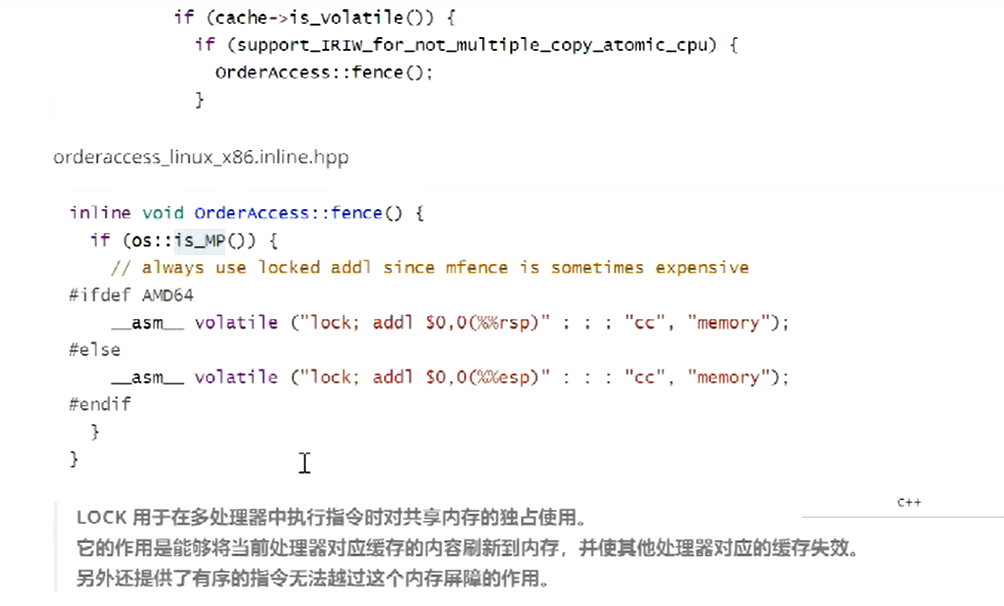 if (cache->is_volatile()) {
if (support_IRIW_for_not_multiple_copy_atomic_cpu) {
OrderAccess::fence();
}
orderaccess_linux_x86.inline.hpp
inline void OrderAccess::fence() {
if (os::is_MP()) {
// always use locked addl since mfence is sometimes expensive
#ifdef AMD64
__asm__ volatile ("lock; addl $0,0(%%rsp)" : : : "cc", "memory");
#else
__asm__ volatile ("lock; addl $0,0(%%esp)" : : : "cc", "memory");
#endif
}
}
C++
LOCK 用于在多处理器中执行指令时对共享内存的独占使用。
它的作用是能够将当前处理器对应缓存的内容刷新到内存，并使其他处理器对应的缓存失效。
另外还提供了有序的指令无法越过这个内存屏障的作用。